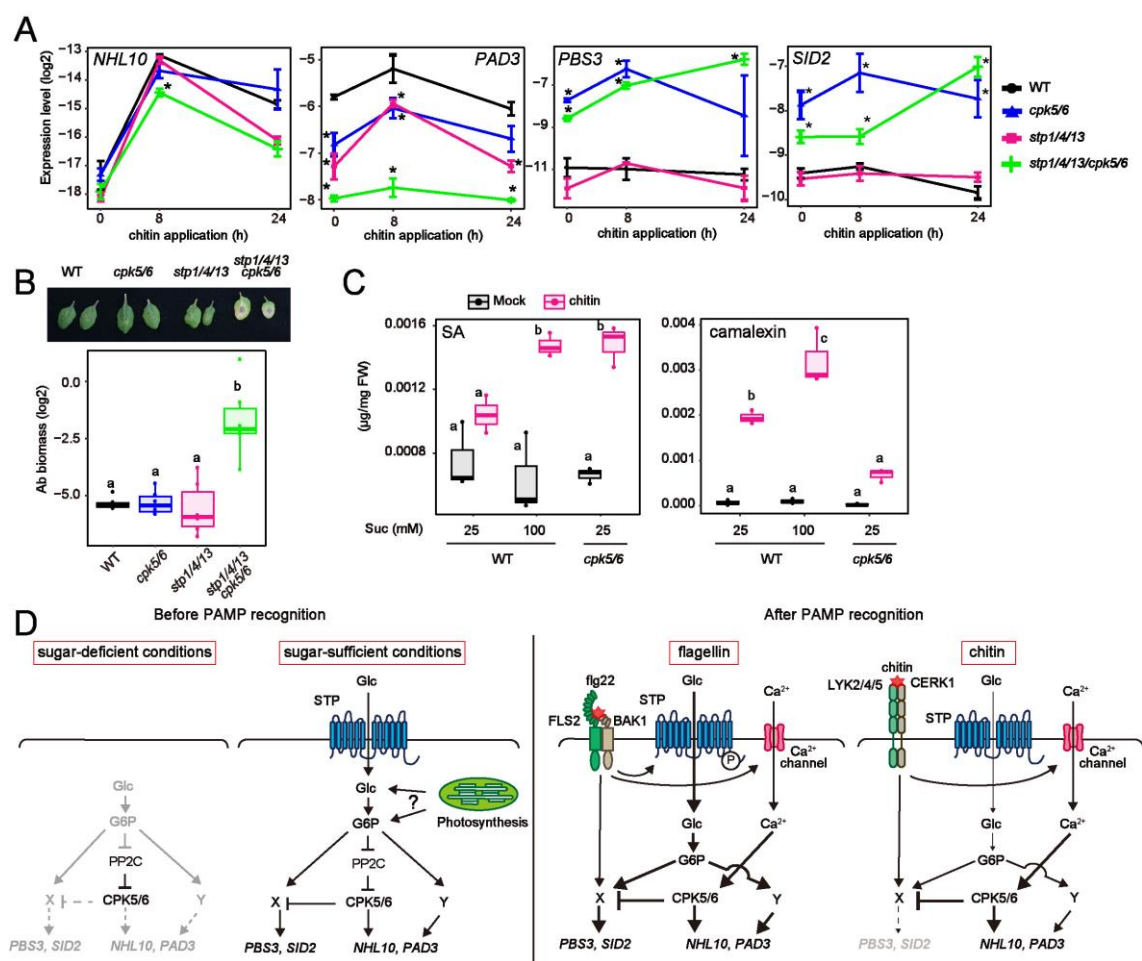 A
NHL10
PAD3
PBS3
SID2
Expression level (log2)
−13
−14
−15
−16
−17
−18
−5
−6
−7
−8
−7
−9
−11
−7
−8
−9
−10
* * * * * * * * * * * * * * * * * * * *
0 8 24
0 8 24
0 8 24
0 8 24
chitin application (h)
chitin application (h)
chitin application (h)
chitin application (h)
WT
cpk5/6
stp1/4/13
stp1/4/13/cpk5/6
B
WT
cpk5/6
stp1/4/13
stp1/4/13
cpk5/6
Ab biomass (log2)
0.0
−2.5
−5.0
a
a
a
b
WT
cpk5/6
stp1/4/13
stp1/4/13
cpk5/6
C
Mock
chitin
SA
(µg/mg FW)
0.0016
0.0012
0.0008
a
a
a
b
a
b
Suc (mM)
25
100
25
WT
cpk5/6
camalexin
0.004
0.003
0.002
0.001
0.000
a
b
a
c
a
a
25
100
25
WT
cpk5/6
D
Before PAMP recognition
After PAMP recognition
sugar-deficient conditions
Glc
G6P
PP2C
X
CPK5/6
Y
PBS3, SID2
NHL10, PAD3
sugar-sufficient conditions
Glc
STP
Glc
?
G6P
Photosynthesis
PP2C
X
CPK5/6
Y
PBS3, SID2
NHL10, PAD3
flagellin
flg22
Glc
STP
Ca2+
FLS2
BAK1
P
Ca2+
channel
Glc
Ca2+
G6P
X
CPK5/6
Y
PBS3, SID2
NHL10, PAD3
chitin
chitin
LYK2/4/5
CERK1
Glc
STP
Ca2+
Ca2+
channel
Glc
Ca2+
G6P
X
CPK5/6
Y
PBS3, SID2
NHL10, PAD3